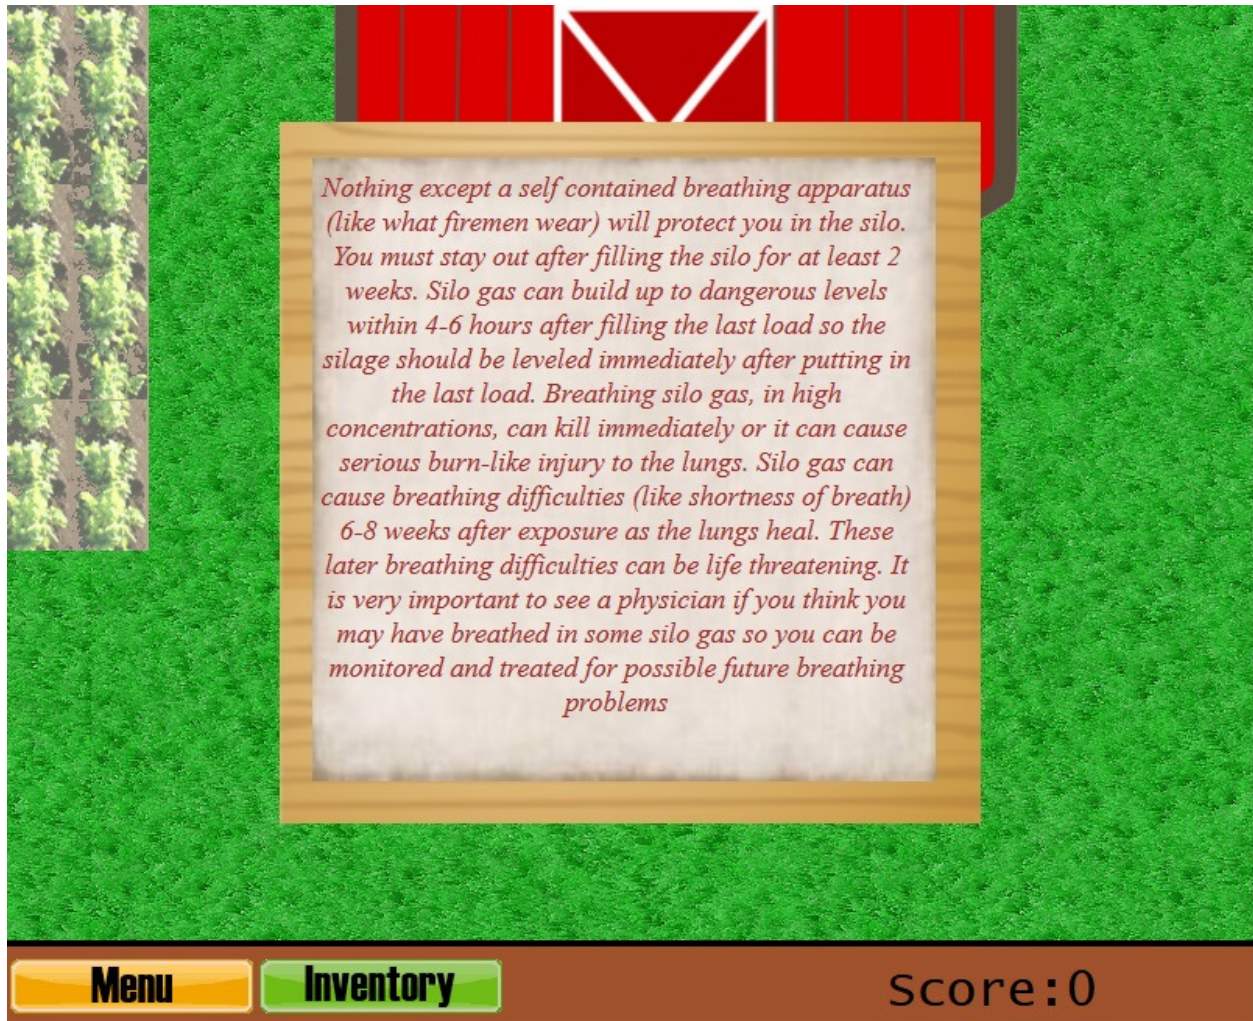 Nothing except a self contained breathing apparatus
(like what firemen wear) will protect you in the silo.
You must stay out after filling the silo for at least 2
weeks. Silo gas can build up to dangerous levels
within 4-6 hours after filling the last load so the
silage should be leveled immediately after putting in
the last load. Breathing silo gas, in high
concentrations, can kill immediately or it can cause
serious burn-like injury to the lungs. Silo gas can
cause breathing difficulties (like shortness of breath)
6-8 weeks after exposure as the lungs heal. These
later breathing difficulties can be life threatening. It
is very important to see a physician if you think you
may have breathed in some silo gas so you can be
monitored and treated for possible future breathing
problems
Menu
Inventory
Score:0